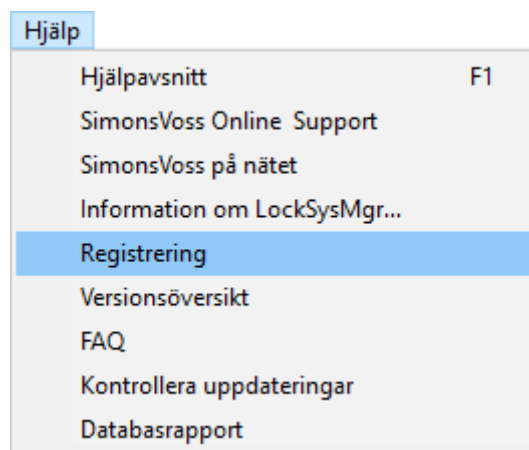 Hjälp
Hjälpavsnitt F1
SimonsVoss Online  Support
SimonsVoss på nätet
Information om LockSysMgr...
Registrering
Versionsöversikt
FAQ
Kontrollera uppdateringar
Databasrapport